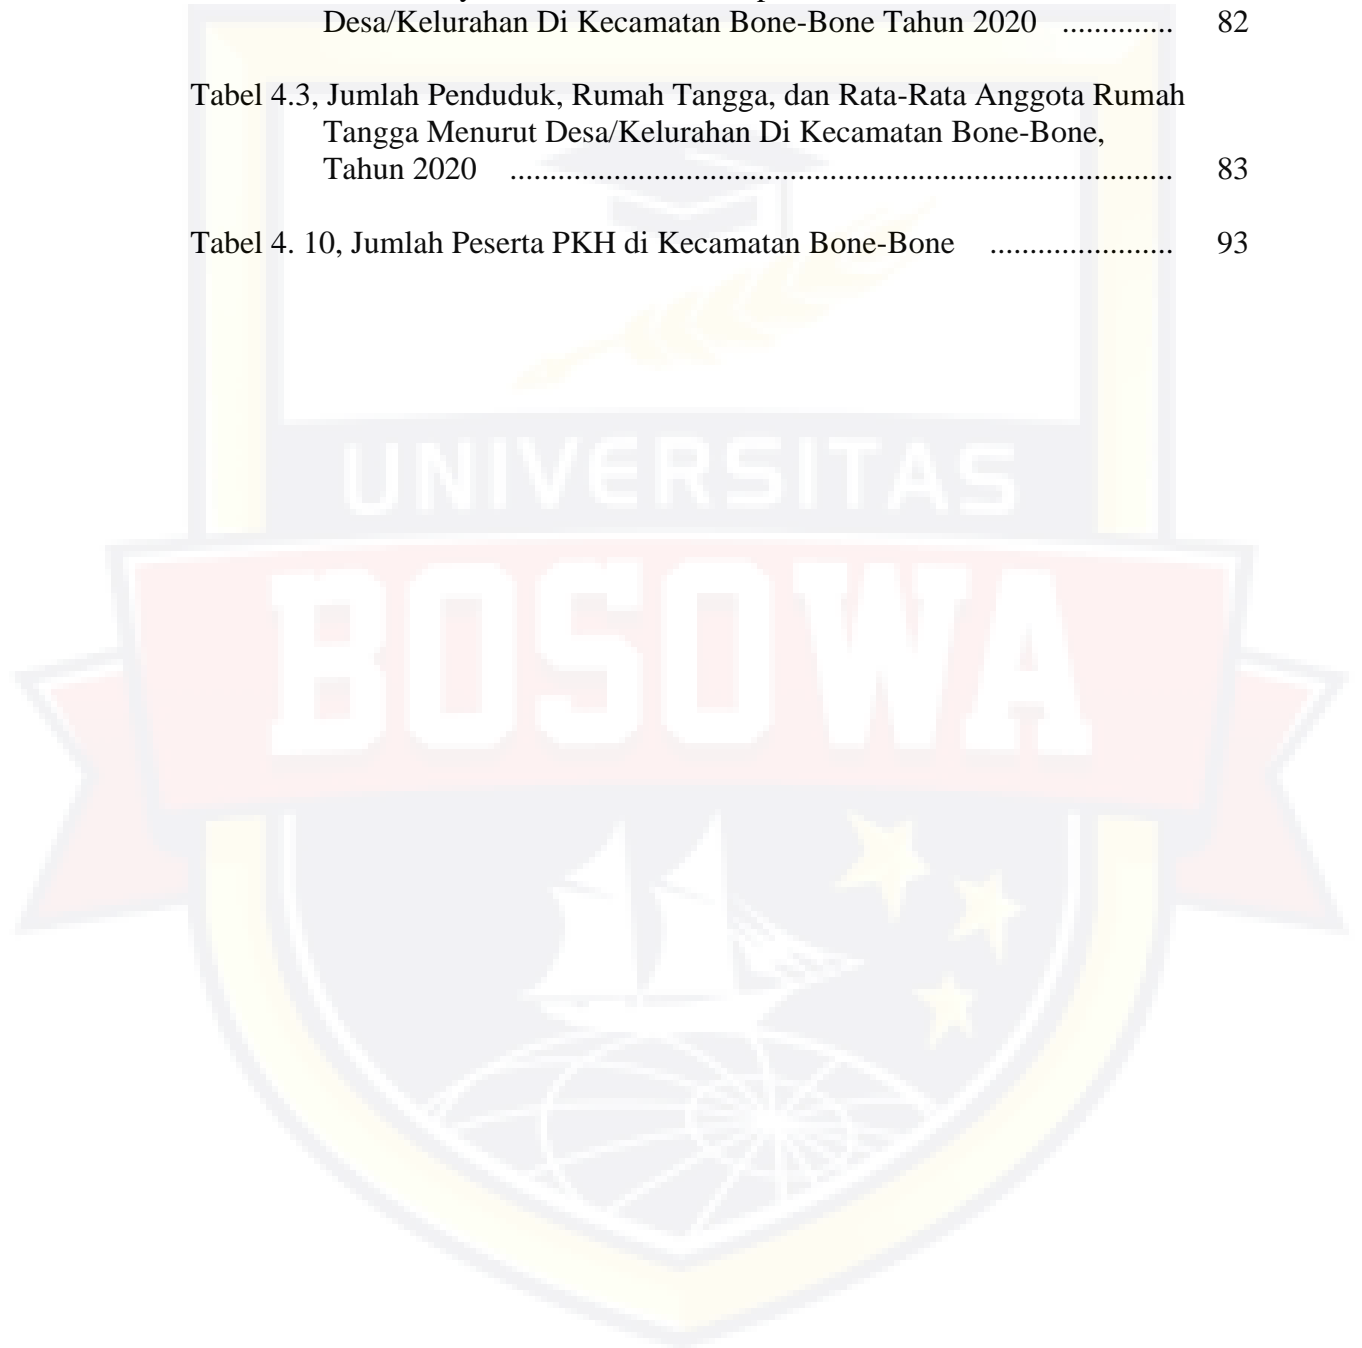 Desa/Kelurahan Di Kecamatan Bone-Bone Tahun 2020 .............. 82
Tabel 4.3, Jumlah Penduduk, Rumah Tangga, dan Rata-Rata Anggota Rumah
Tangga Menurut Desa/Kelurahan Di Kecamatan Bone-Bone,
Tahun 2020 ................................................................................... 83
Tabel 4. 10, Jumlah Peserta PKH di Kecamatan Bone-Bone ....................... 93
UNIVERSITAS
BOSOWA